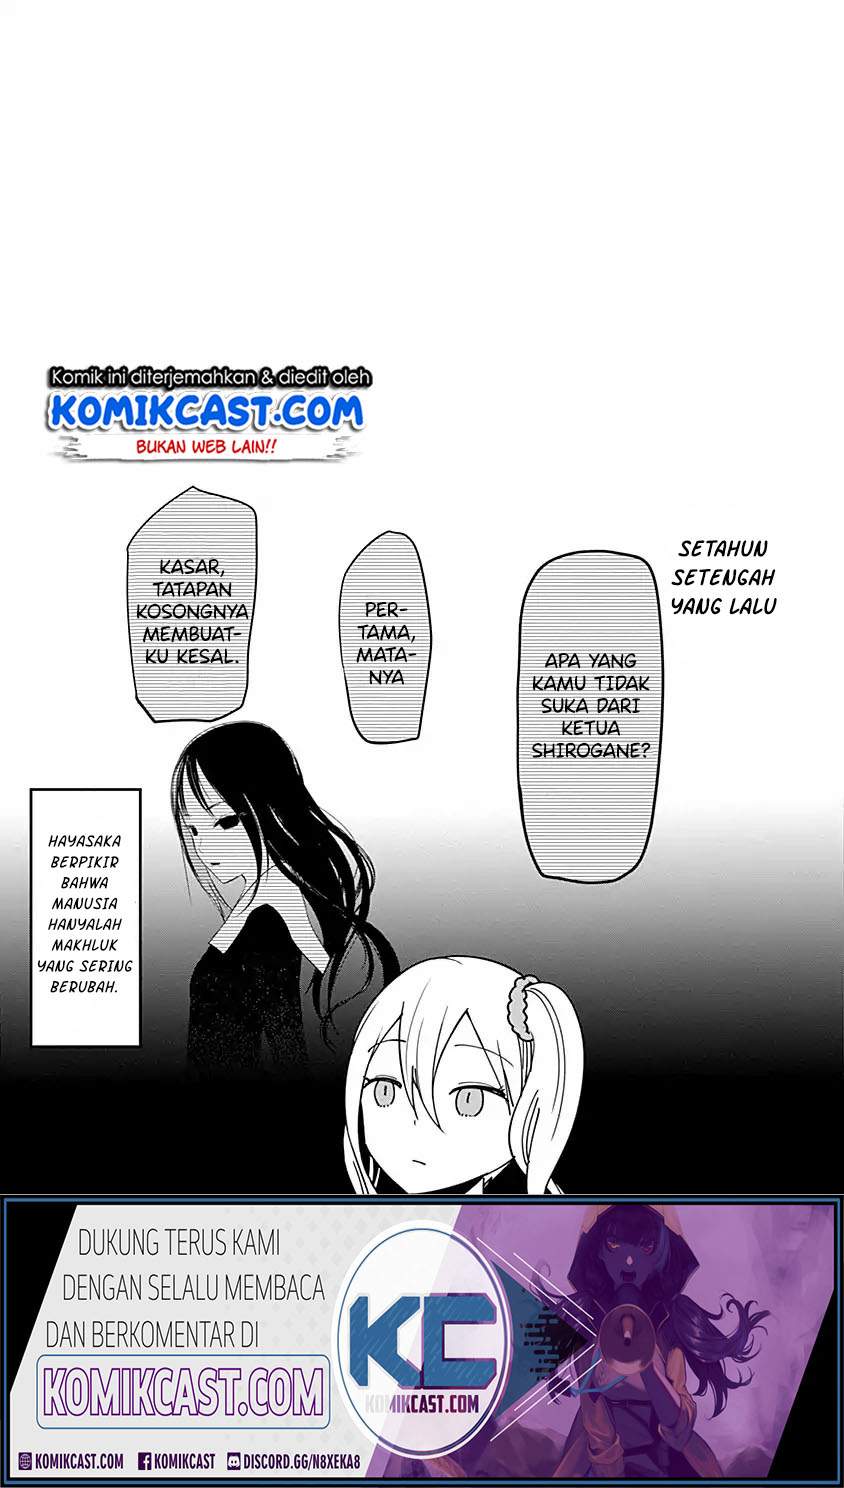 Komik ini diterjemahkan & diedit oleh
KOMIKCAST.COM
BUKAN WEB LAIN!!
SETAHUN
SETENGAH
YANG LALU
APA YANG
KAMU TIDAK
SUKA DARI
KETUA
SHIROGANE?
PER-
TAMA,
MATA-
NYA
KASAR,
TATAPAN
KOSONGNYA
MEMBUAT-
KU KESAL.
HAYASAKA
BERPIKIR
BAHWA
MANUSIA
HANYALAH
MAKHLUK
YANG SERING
BERUBAH.
DUKUNG TERUS KAMI
DENGAN SELALU MEMBACA
DAN BERKOMENTAR DI
KOMIKCAST.COM
KC
KOMIKCAST.COM
KOMIKCAST.COM KOMIKCAST DISCORD.GG/N8XEKA8